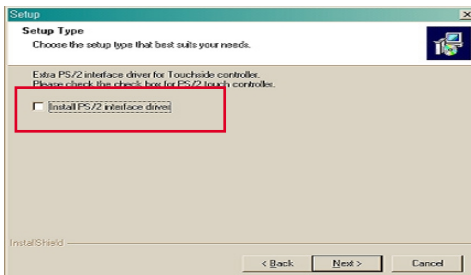 Setup
Setup Type
Choose the setup type that best suits your needs.
Extra PS/2 interface driver for Touchside controller.
Please check the check box for PS/2 touch controller.
Install PS/2 interface driver
InstallShield
< Back
Next >
Cancel